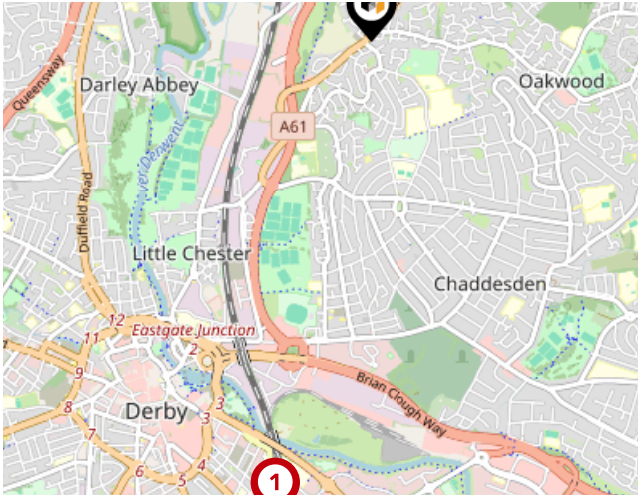 Queensway
Darley Abbey
Oakwood
A61
ver Derwent
Duffield Road
Little Chester
Chaddesden
12
11
Eastgate Junction
2
9
Brian Clough Way
8
Derby
3
3
7
6
5
4
1